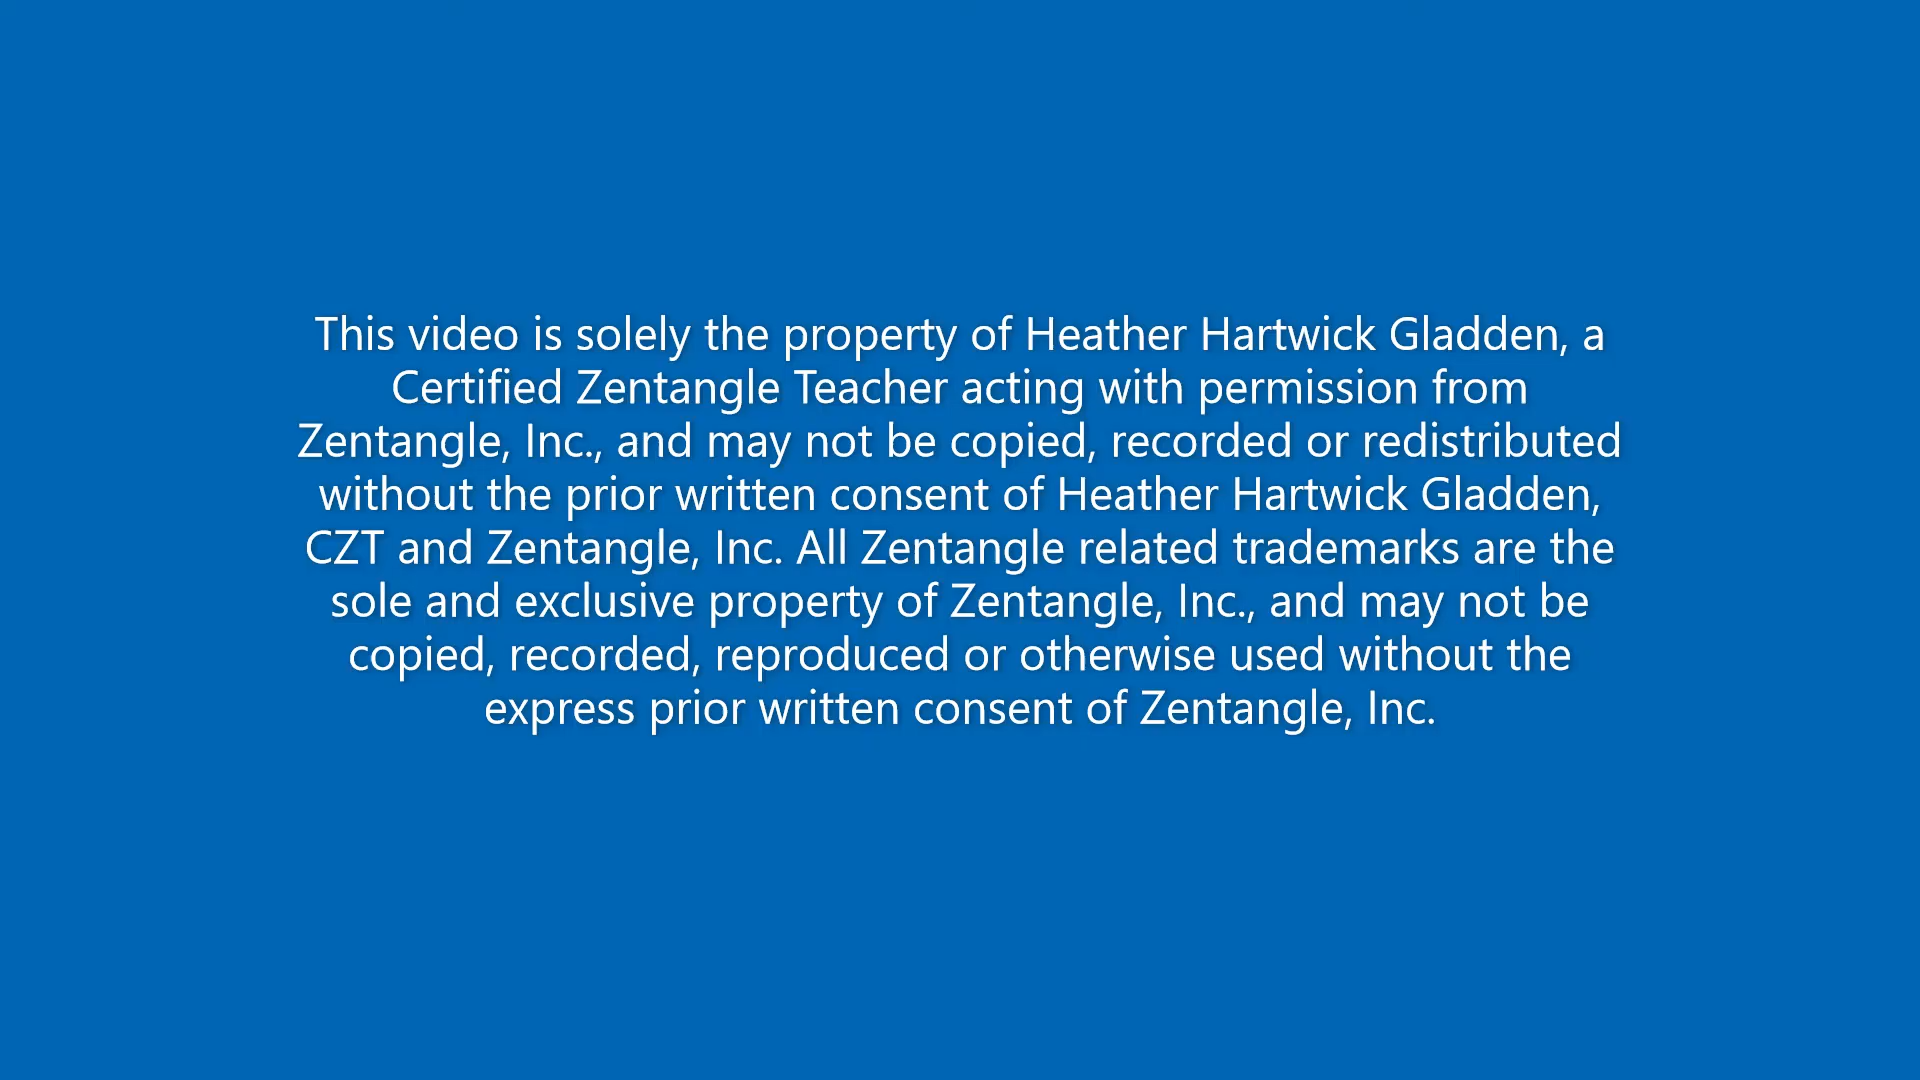 This video is solely the property of Heather Hartwick Gladden, a
Certified Zentangle Teacher acting with permission from
Zentangle, Inc., and may not be copied, recorded or redistributed
without the prior written consent of Heather Hartwick Gladden,
CZT and Zentangle, Inc. All Zentangle related trademarks are the
sole and exclusive property of Zentangle, Inc., and may not be
copied, recorded, reproduced or otherwise used without the
express prior written consent of Zentangle, Inc.